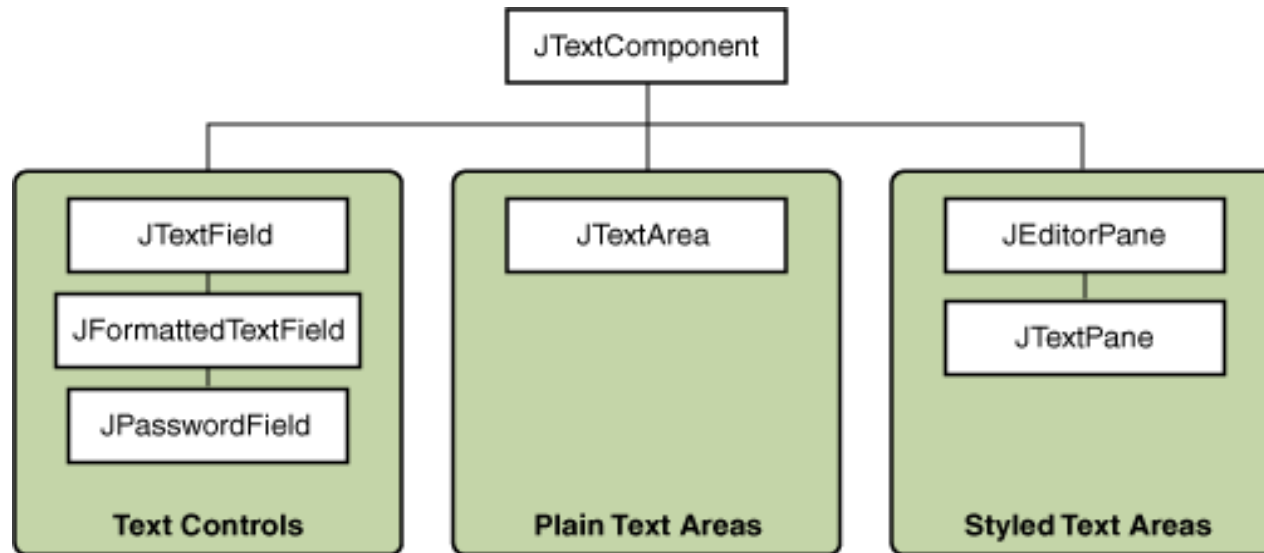 JTextComponent
JTextField
JFormattedTextField
JPasswordField
Text Controls
JTextArea
Plain Text Areas
JEditorPane
JTextPane
Styled Text Areas